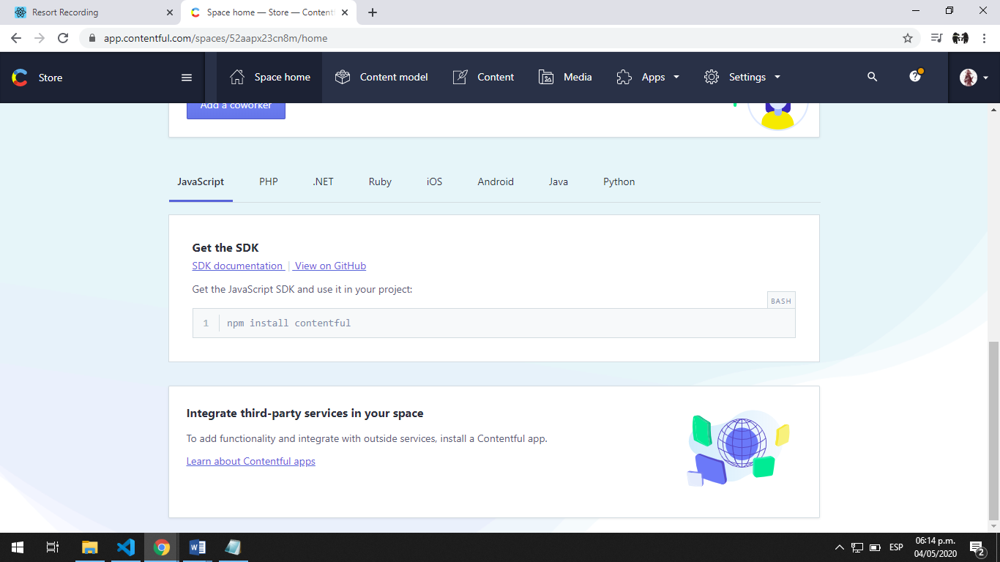 Resort Recording
Space home — Store — Contentf
app.contentful.com/spaces/52aapx23cn8m/home
Store
Space home
Content model
Content
Media
Apps
Settings
Add a coworker
JavaScript
PHP
.NET
Ruby
iOS
Android
Java
Python
Get the SDK
SDK documentation | View on GitHub
Get the JavaScript SDK and use it in your project:
BASH
1 npm install contentful
Integrate third-party services in your space
To add functionality and integrate with outside services, install a Contentful app.
Learn about Contentful apps
ESP
06:14 p.m.
04/05/2020
2